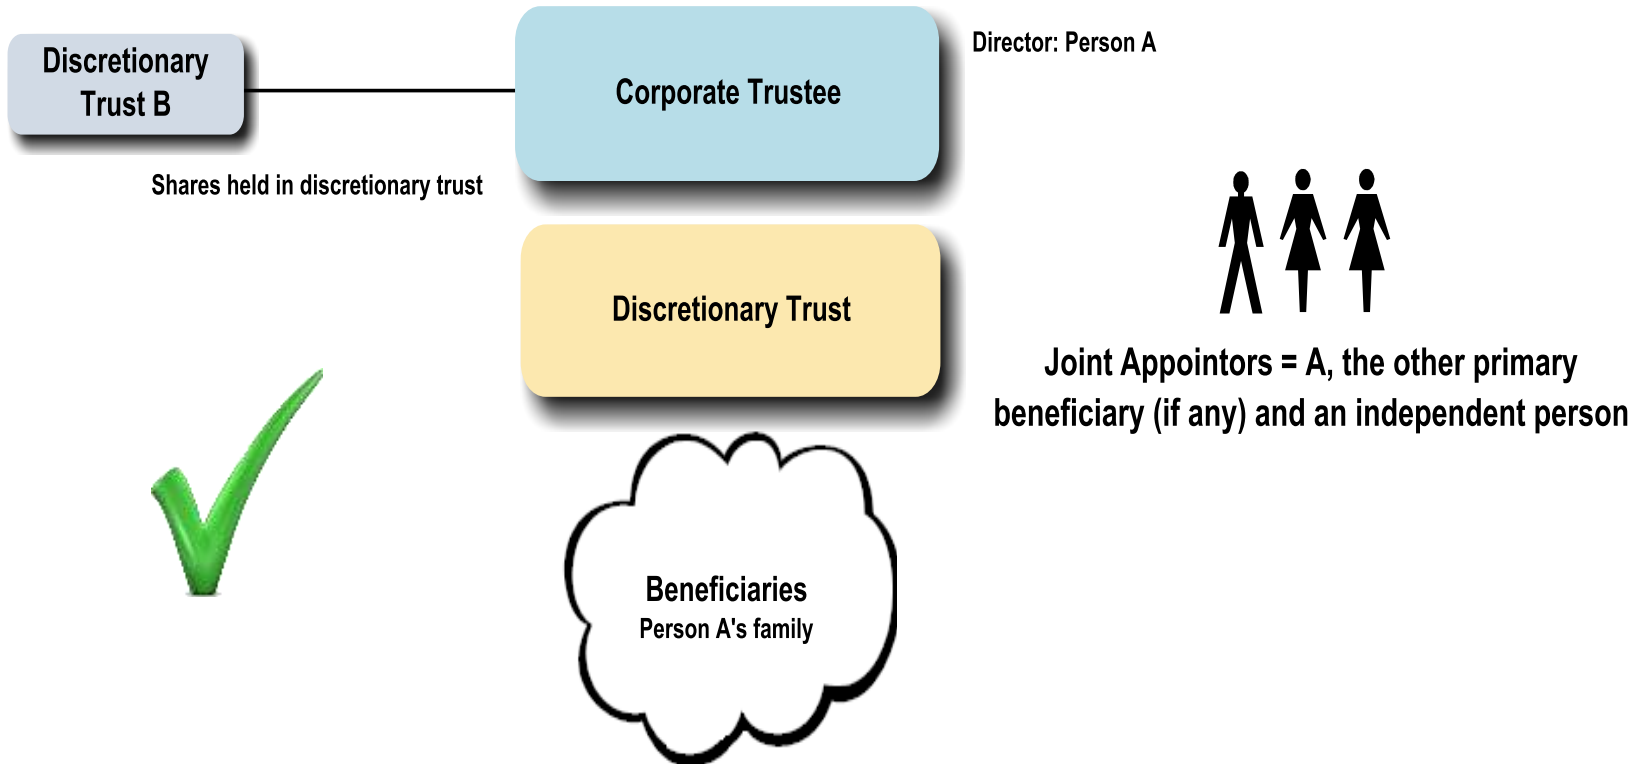 Discretionary
Trust B
Corporate Trustee
Director: Person A
Shares held in discretionary trust
Discretionary Trust
Joint Appointors = A, the other primary
beneficiary (if any) and an independent person
Beneficiaries
Person A's family